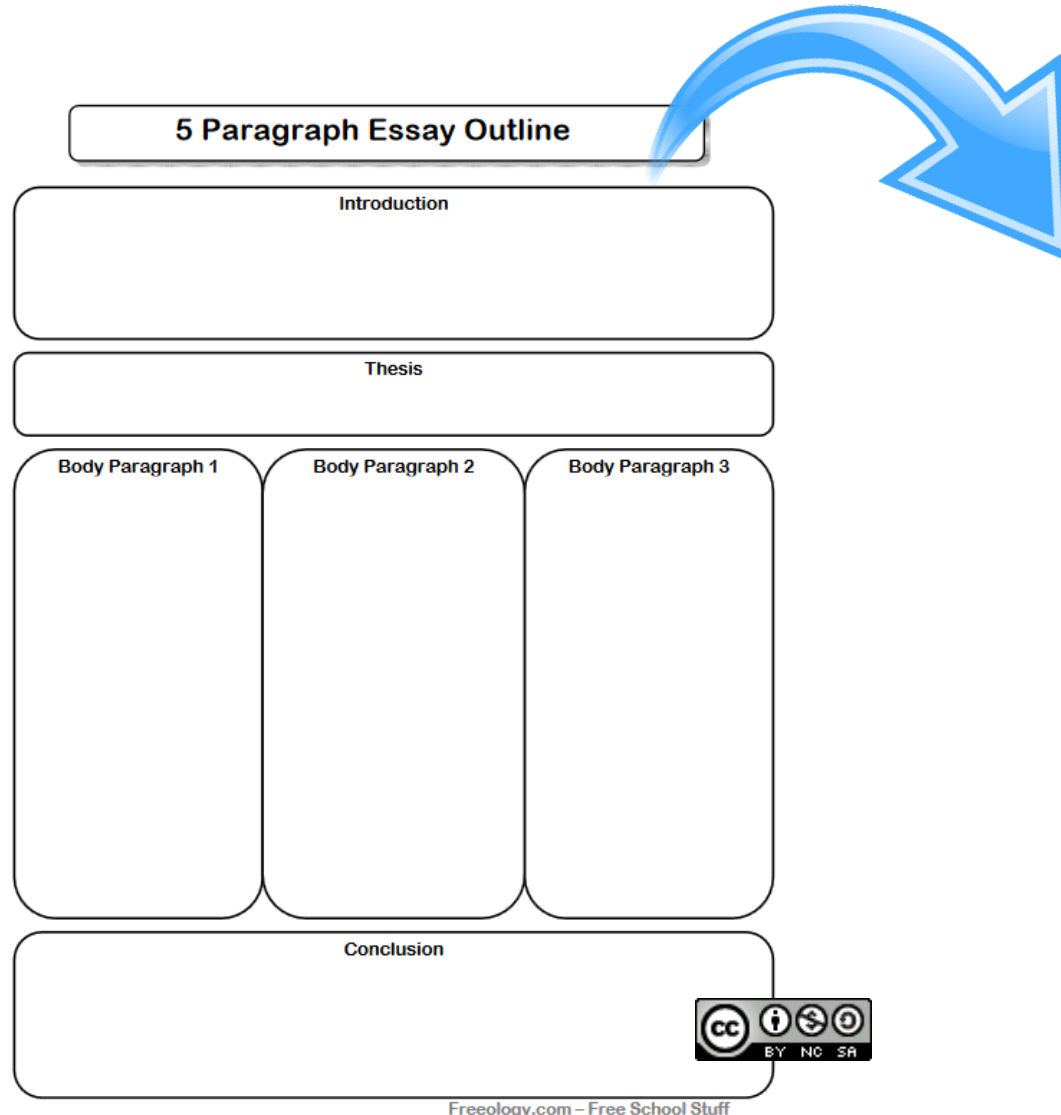 5 Paragraph Essay Outline
Introduction
Thesis
Body Paragraph 1
Body Paragraph 2
Body Paragraph 3
Conclusion
cc
BY NC SA
Freeology.com – Free School Stuff